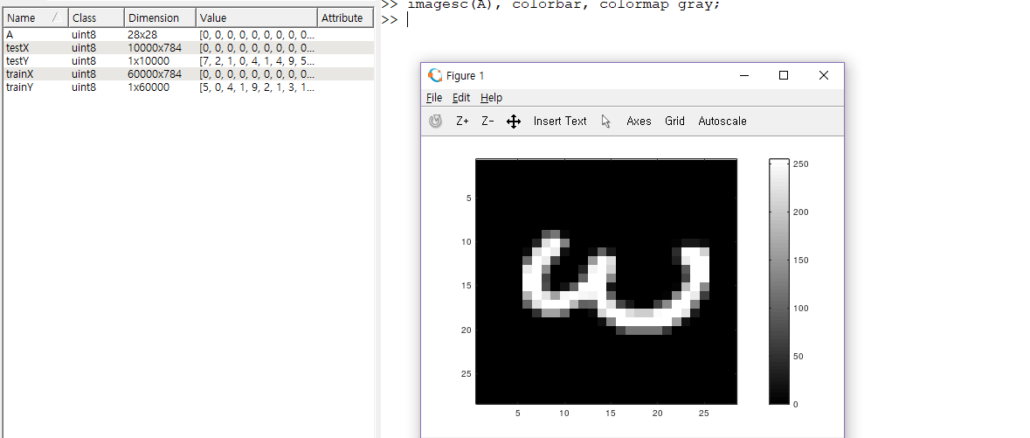 >> imagesc(A), colorbar, colormap gray;
>>
Name Class Dimension Value Attribute
A uint8 28x28 [0, 0, 0, 0, 0, 0, 0, 0, 0...
testX uint8 10000x784 [0, 0, 0, 0, 0, 0, 0, 0, 0...
testY uint8 1x10000 [7, 2, 1, 0, 4, 1, 4, 9, 5...
trainX uint8 60000x784 [0, 0, 0, 0, 0, 0, 0, 0, 0...
trainY uint8 1x60000 [5, 0, 4, 1, 9, 2, 1, 3, 1...
Figure 1
File Edit Help
Z+ Z- Insert Text Axes Grid Autoscale
5
10
15
20
25
5 10 15 20 25
250
200
150
100
50
0